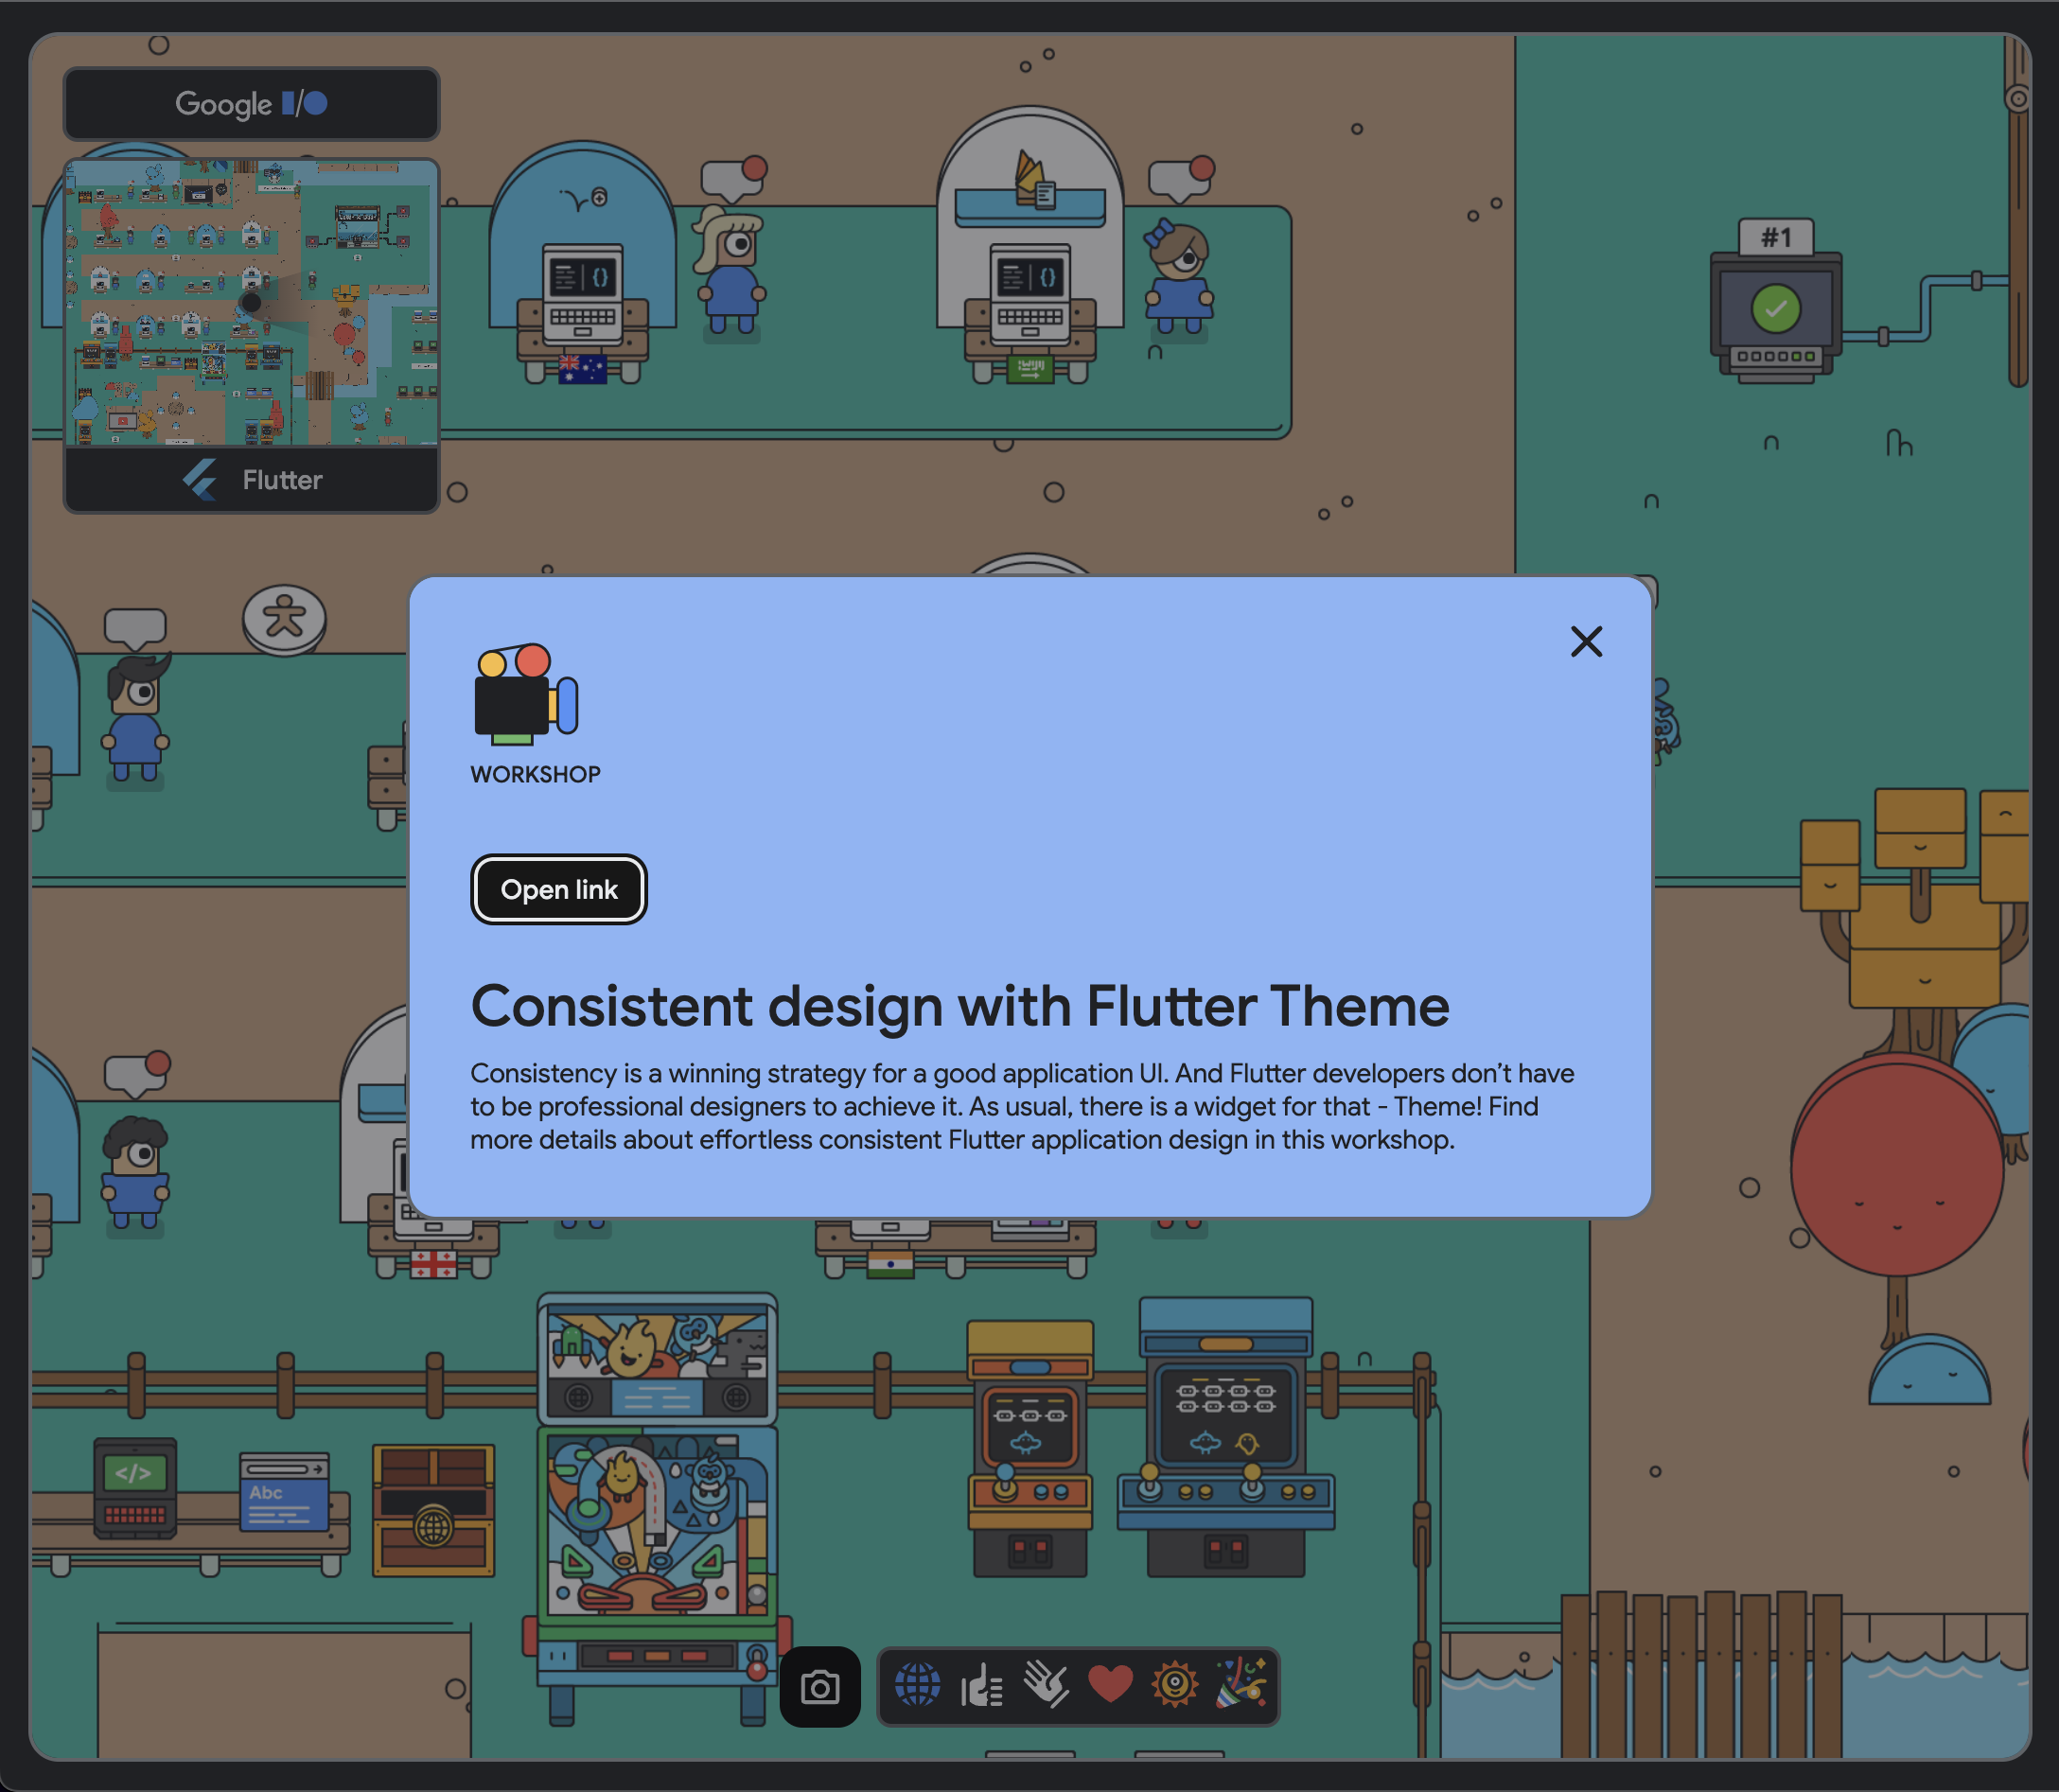 Google I/O
#1
{}
{}
Flutter
WORKSHOP
Open link
Consistent design with Flutter Theme
Consistency is a winning strategy for a good application UI. And Flutter developers don’t have
to be professional designers to achieve it. As usual, there is a widget for that - Theme! Find
more details about effortless consistent Flutter application design in this workshop.
</>
Abc